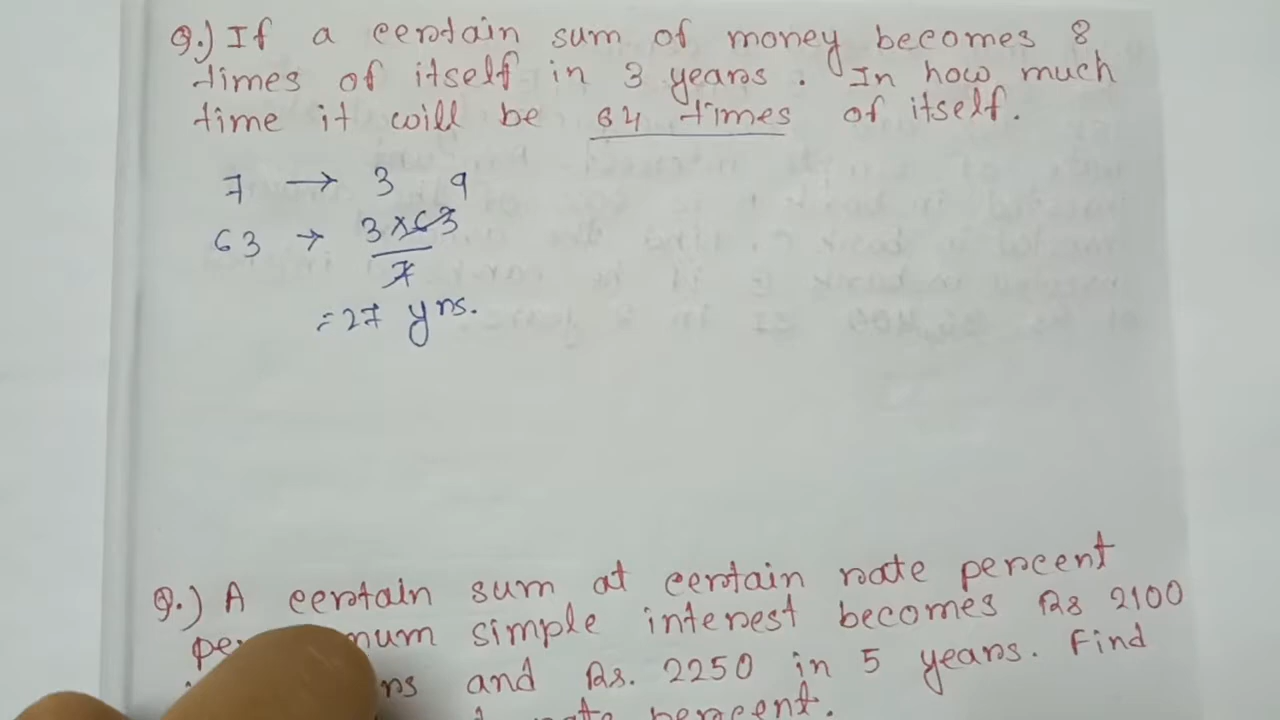 Q.) If a certain sum of money becomes 8
times of itself in 3 years. In how much
time it will be 64 times of itself.
7 → 3 9
63 → 3×63
7
=27 yrs.
Q.) A certain sum at certain rate percent
simple interest becomes Rs 2100
and Rs. 2250 in 5 years. Find
rate percent.